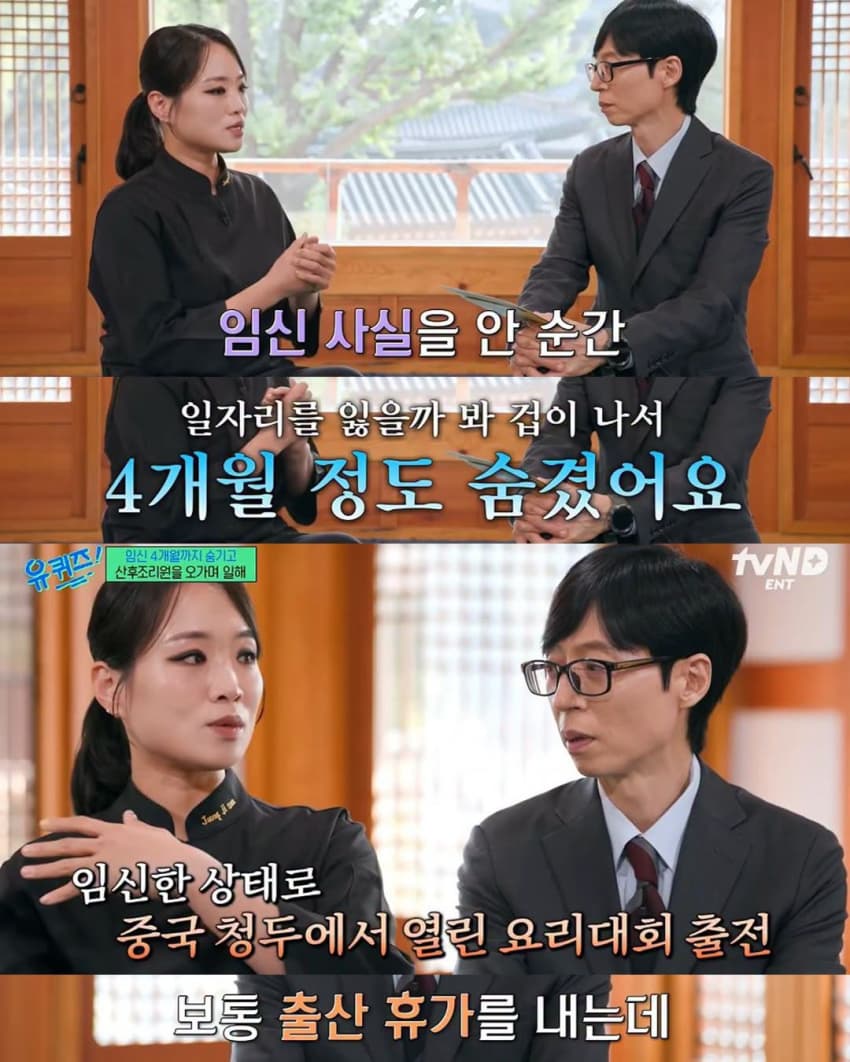 임신 사실을 안 순간
일자리를 잃을까 봐 겁이 나서
4개월 정도 숨겼어요
유퀴즈!
임신 4개월까지 숨기고
산후조리원을 오가며 일해
tvND
ENT
임신한 상태로
중국 청두에서 열린 요리대회 출전
보통 출산 휴가를 내는데